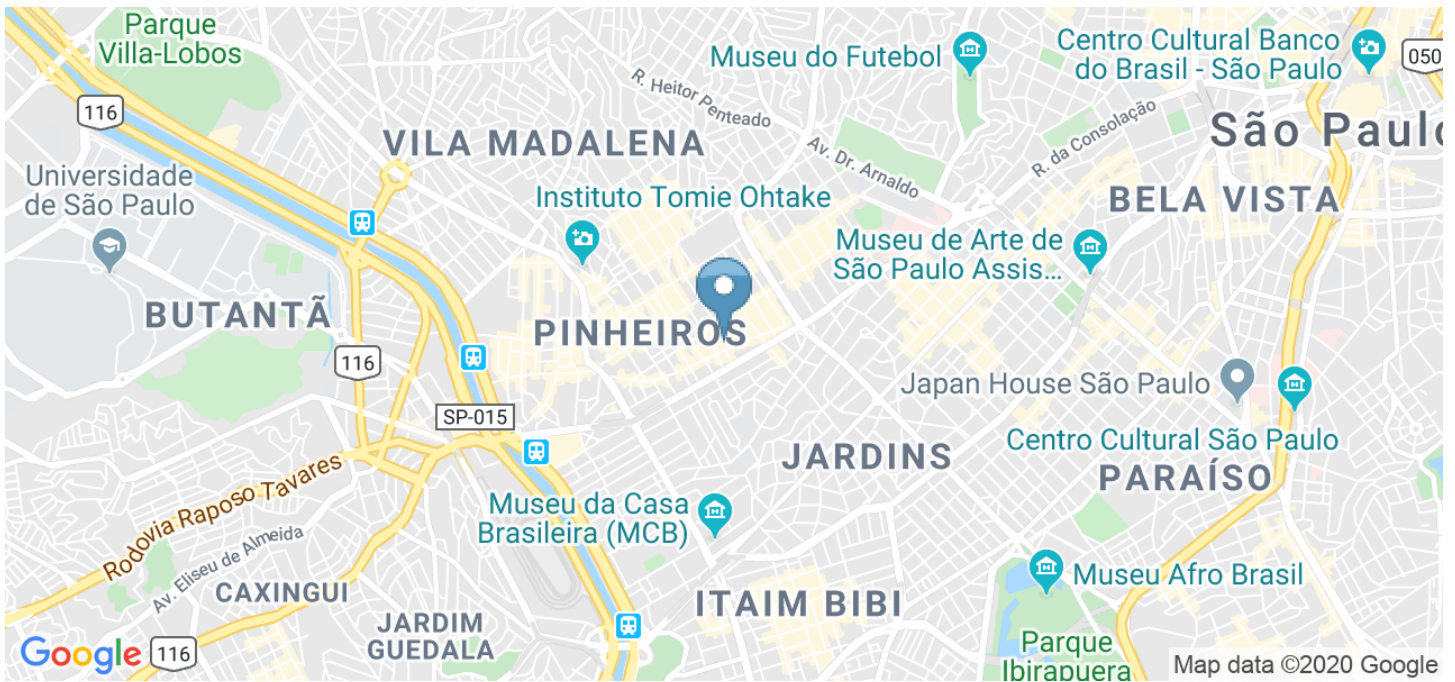 Parque
Villa-Lobos
Museu do Futebol
Centro Cultural Banco
do Brasil - São Paulo
050
116
R. Heitor Penteado
VILA MADALENA
Av. Dr. Arnaldo
R. da Consolação
São Paulo
Universidade
de São Paulo
Instituto Tomie Ohtake
BELA VISTA
Museu de Arte de
São Paulo Assis...
BUTANTÃ
PINHEIROS
116
Japan House São Paulo
SP-015
Centro Cultural São Paulo
JARDINS
PARAÍSO
Rodovia Raposo Tavares
Museu da Casa
Brasileira (MCB)
Av. Eliseu de Almeida
CAXINGUI
Museu Afro Brasil
ITAIM BIBI
JARDIM
GUEDALA
Parque
Ibirapuera
Google
116
Map data ©2020 Google